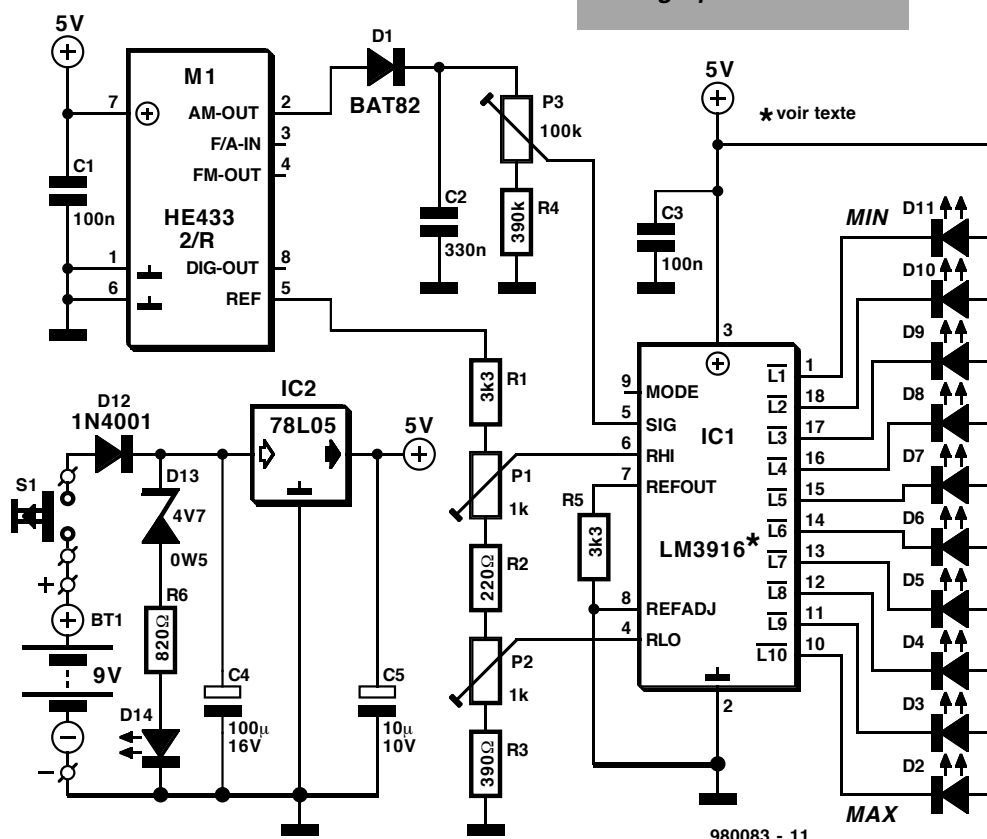 5V
M1
7
AM-OUT
2
F/A-IN
3
FM-OUT
4
HE433
2/R
1
DIG-OUT
8
6
REF
5
C1
100n
D1
BAT82
P3
100k
C2
330n
R4
390k
5V
* voir texte
C3
100n
MIN
D11
D10
D9
D8
D7
D6
D5
D4
D3
D2
MAX
3
9
MODE
5
SIG
6
RHI
7
REFOUT
8
REFADJ
4
RLO
2
IC1
LM3916*
L1
1
L2
18
L3
17
L4
16
L5
15
L6
14
L7
13
L8
12
L9
11
L10
10
R5
3k3
R1
3k3
P1
1k
R2
220Ω
P2
1k
R3
390Ω
D12
1N4001
IC2
78L05
5V
S1
D13
4V7
0W5
R6
820Ω
+
BT1
9V
−
D14
C4
100µ
16V
C5
10µ
10V
980083 - 11